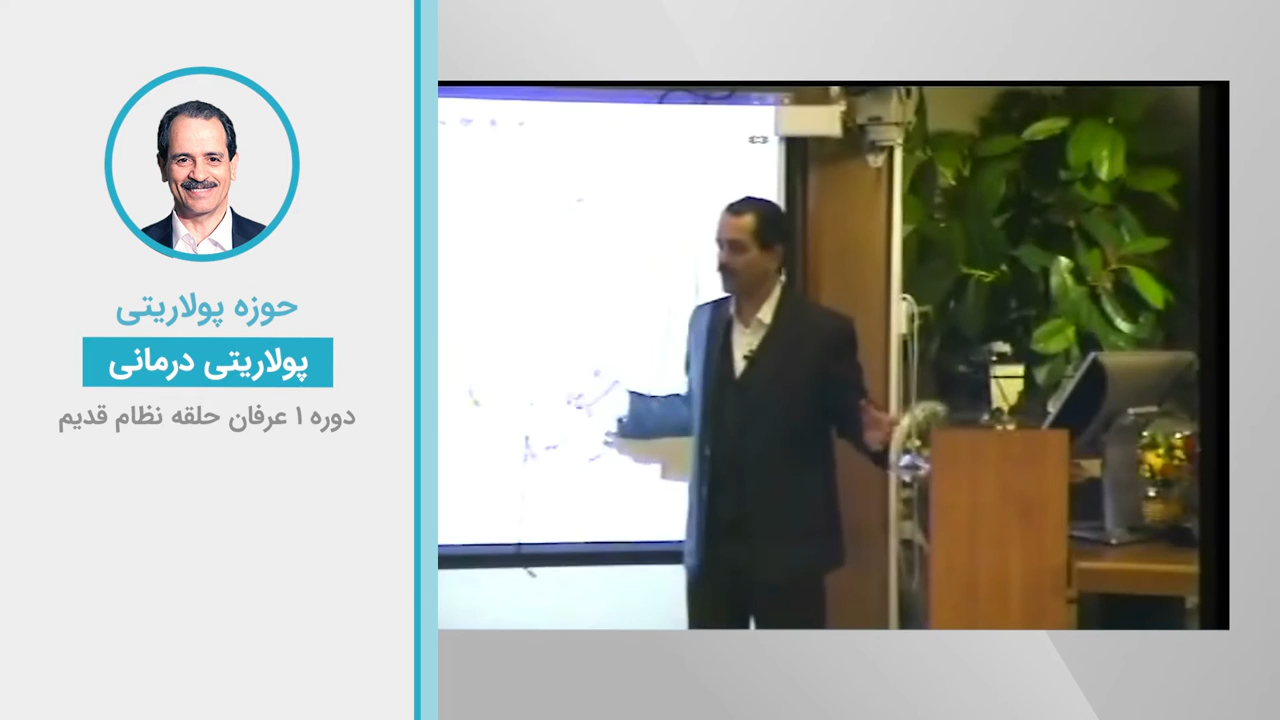 حوزه پولاریتی
پولاریتی درمانی
دوره ۱ عرفان حلقه نظام قدیم